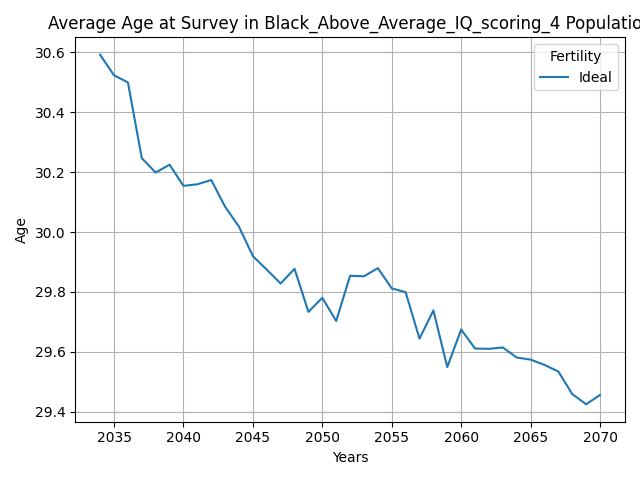 Average Age at Survey in Black_Above_Average_IQ_scoring_4 Populatio
Fertility
Ideal
30.6
30.4
30.2
30.0
29.8
29.6
29.4
Age
2035 2040 2045 2050 2055 2060 2065 2070
Years